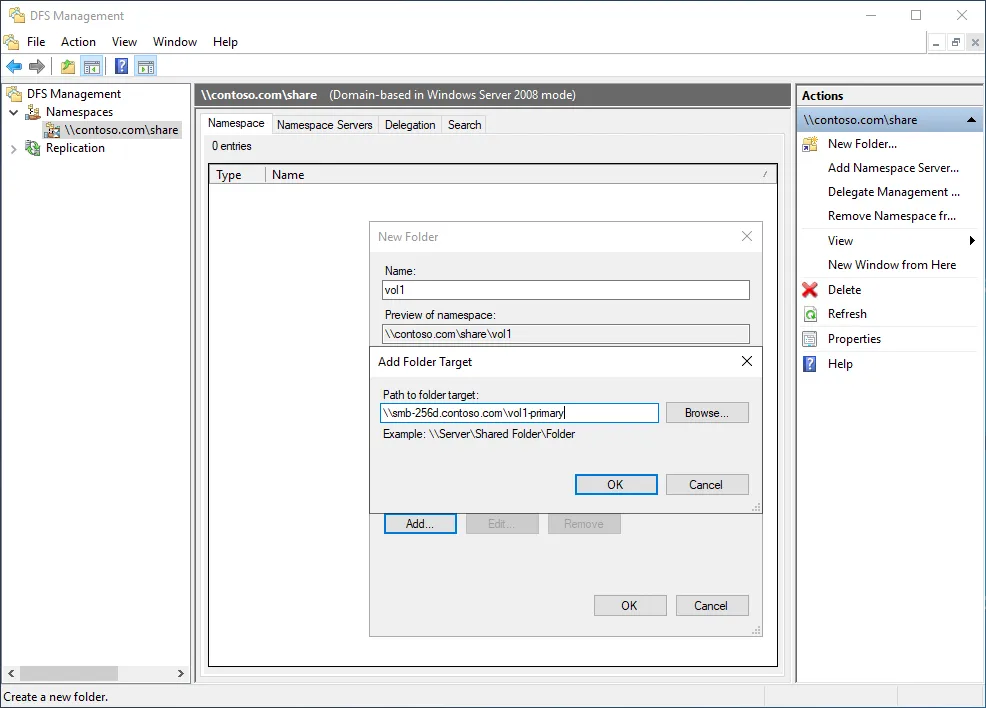 DFS Management
File Action View Window Help
DFS Management
Namespaces
\\contoso.com\share
Replication
\\contoso.com\share (Domain-based in Windows Server 2008 mode)
Namespace Namespace Servers Delegation Search
0 entries
Type Name
New Folder
Name:
vol1
Preview of namespace:
\\contoso.com\share\vol1
Add Folder Target
Path to folder target:
\\smb-256d.contoso.com\vol1-primary
Browse...
Example: \\Server\Shared Folder\Folder
OK Cancel
Add... Edit... Remove
OK Cancel
Actions
\\contoso.com\share
New Folder...
Add Namespace Server...
Delegate Management ...
Remove Namespace fr...
View
New Window from Here
Delete
Refresh
Properties
Help
Create a new folder.